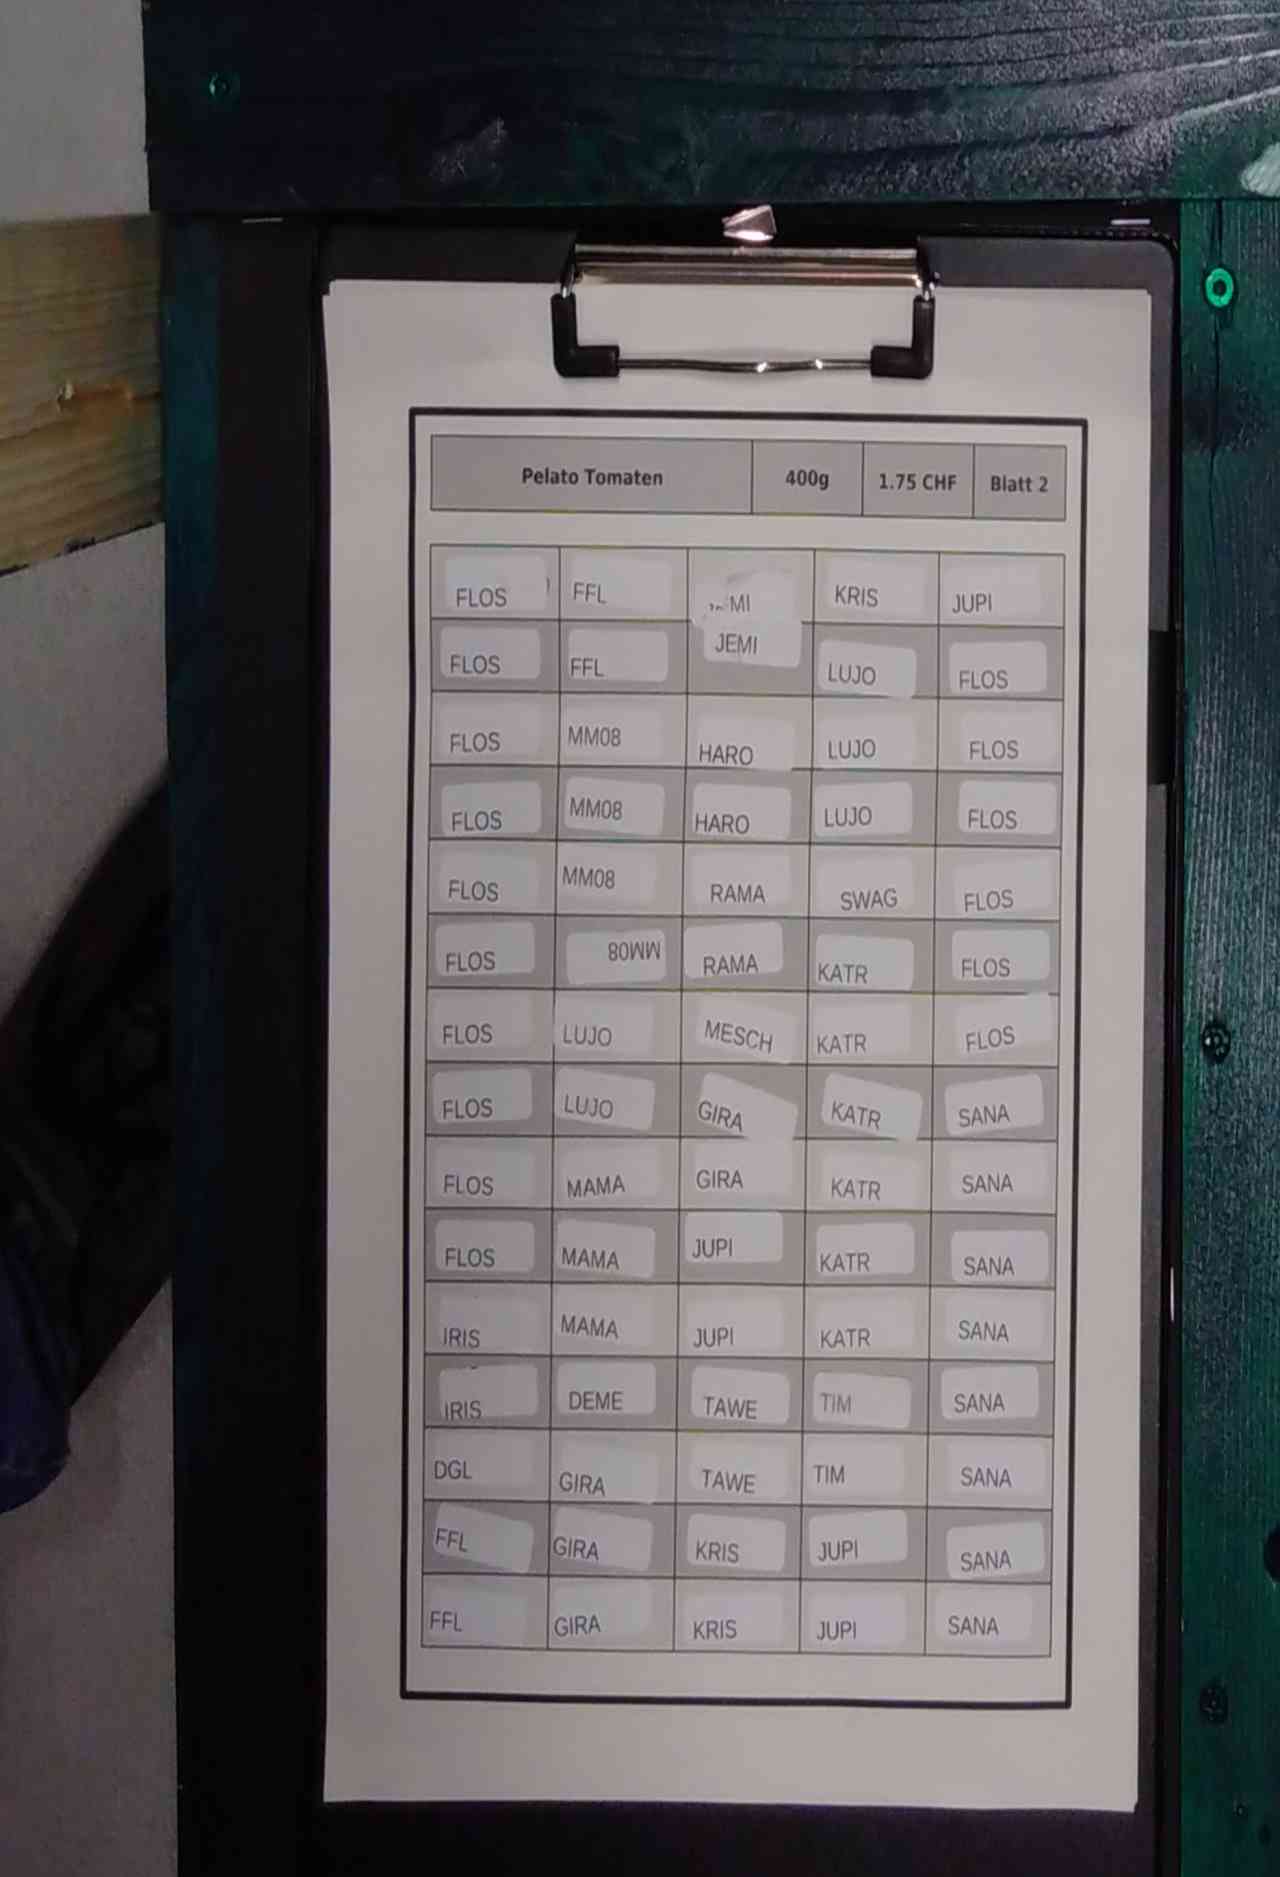 Pelato Tomaten 400g 1.75 CHF Blatt 2
FLOS FFL MI KRIS JUPI
FLOS FFL JEMI LUJO FLOS
FLOS MM08 HARO LUJO FLOS
FLOS MM08 HARO LUJO FLOS
FLOS MM08 RAMA SWAG FLOS
FLOS MM08 RAMA KATR FLOS
FLOS LUJO MESCH KATR FLOS
FLOS LUJO GIRA KATR SANA
FLOS MAMA GIRA KATR SANA
FLOS MAMA JUPI KATR SANA
IRIS MAMA JUPI KATR SANA
IRIS DEME TAWE TIM SANA
DGL GIRA TAWE TIM SANA
FFL GIRA KRIS JUPI SANA
FFL GIRA KRIS JUPI SANA